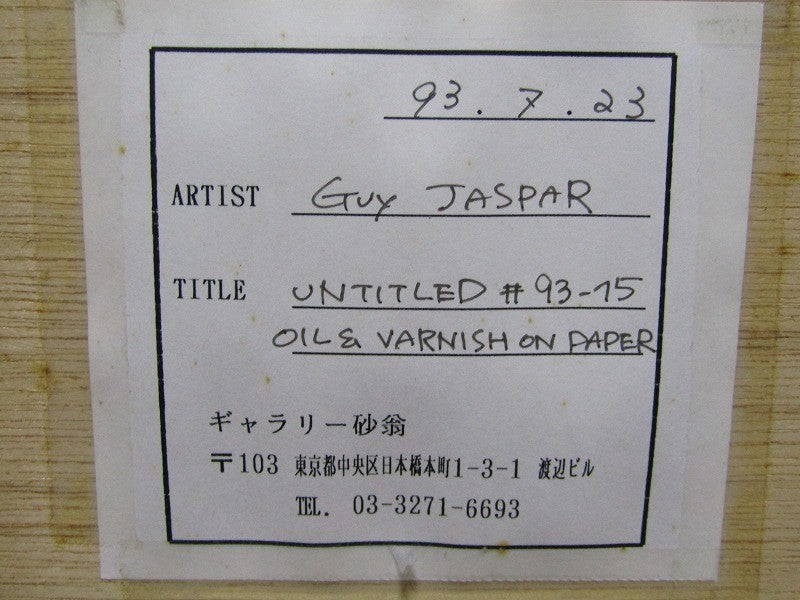 93.7.23
ARTIST Guy JASPAR
TITLE UNTITLED #93-15
OIL & VARNISH ON PAPER
ギャラリー砂翁
〒103 東京都中央区日本橋本町1-3-1 渡辺ビル
TEL. 03-3271-6693